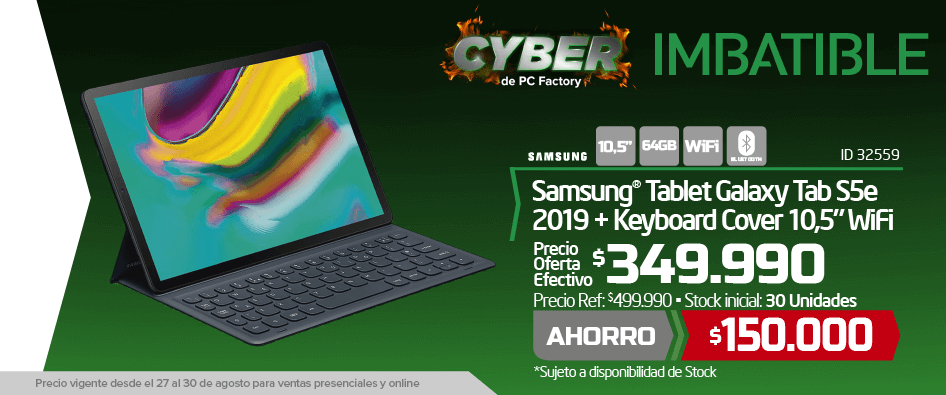 CYBER
de PC Factory
IMBATIBLE
SAMSUNG
10,5”
64GB
WiFi
BLUETOOTH
ID 32559
Samsung® Tablet Galaxy Tab S5e
2019 + Keyboard Cover 10,5” WiFi
Precio
Oferta
Efectivo
$349.990
Precio Ref: $499.990 ▪ Stock inicial: 30 Unidades
AHORRO
$150.000
*Sujeto a disponibilidad de Stock
Precio vigente desde el 27 al 30 de agosto para ventas presenciales y online